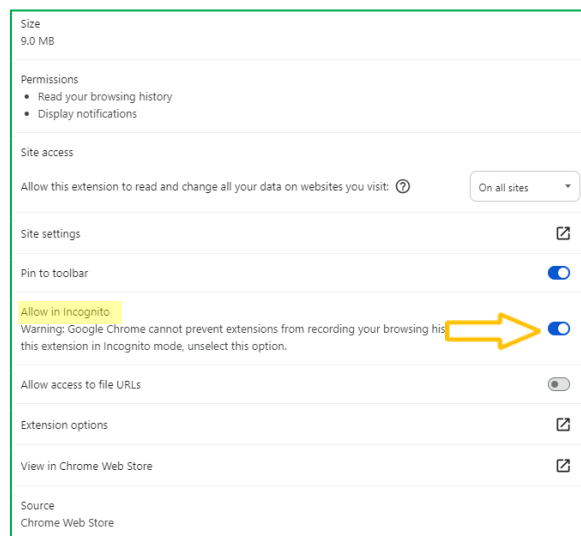 Size
9.0 MB
Permissions
• Read your browsing history
• Display notifications
Site access
Allow this extension to read and change all your data on websites you visit: ?
On all sites
Site settings
Pin to toolbar
Allow in Incognito
Warning: Google Chrome cannot prevent extensions from recording your browsing
this extension in Incognito mode, unselect this option.
Allow access to file URLs
Extension options
View in Chrome Web Store
Source
Chrome Web Store